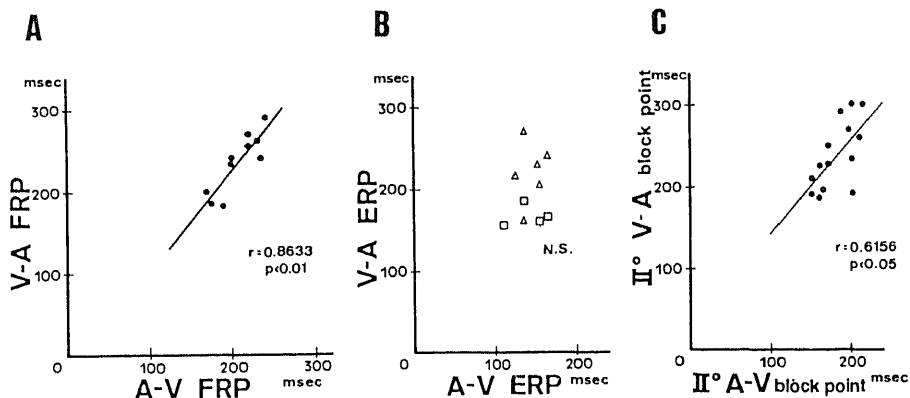 A
msec
300
200
100
0
100
200
300
msec
V-A FRP
A-V FRP
r=0.8633
p<0.01
B
msec
300
200
100
0
100
200
msec
V-A ERP
A-V ERP
N.S.
C
msec
300
200
100
0
100
200
msec
II° V-A block point
II° A-V block point
r=0.6156
p<0.05